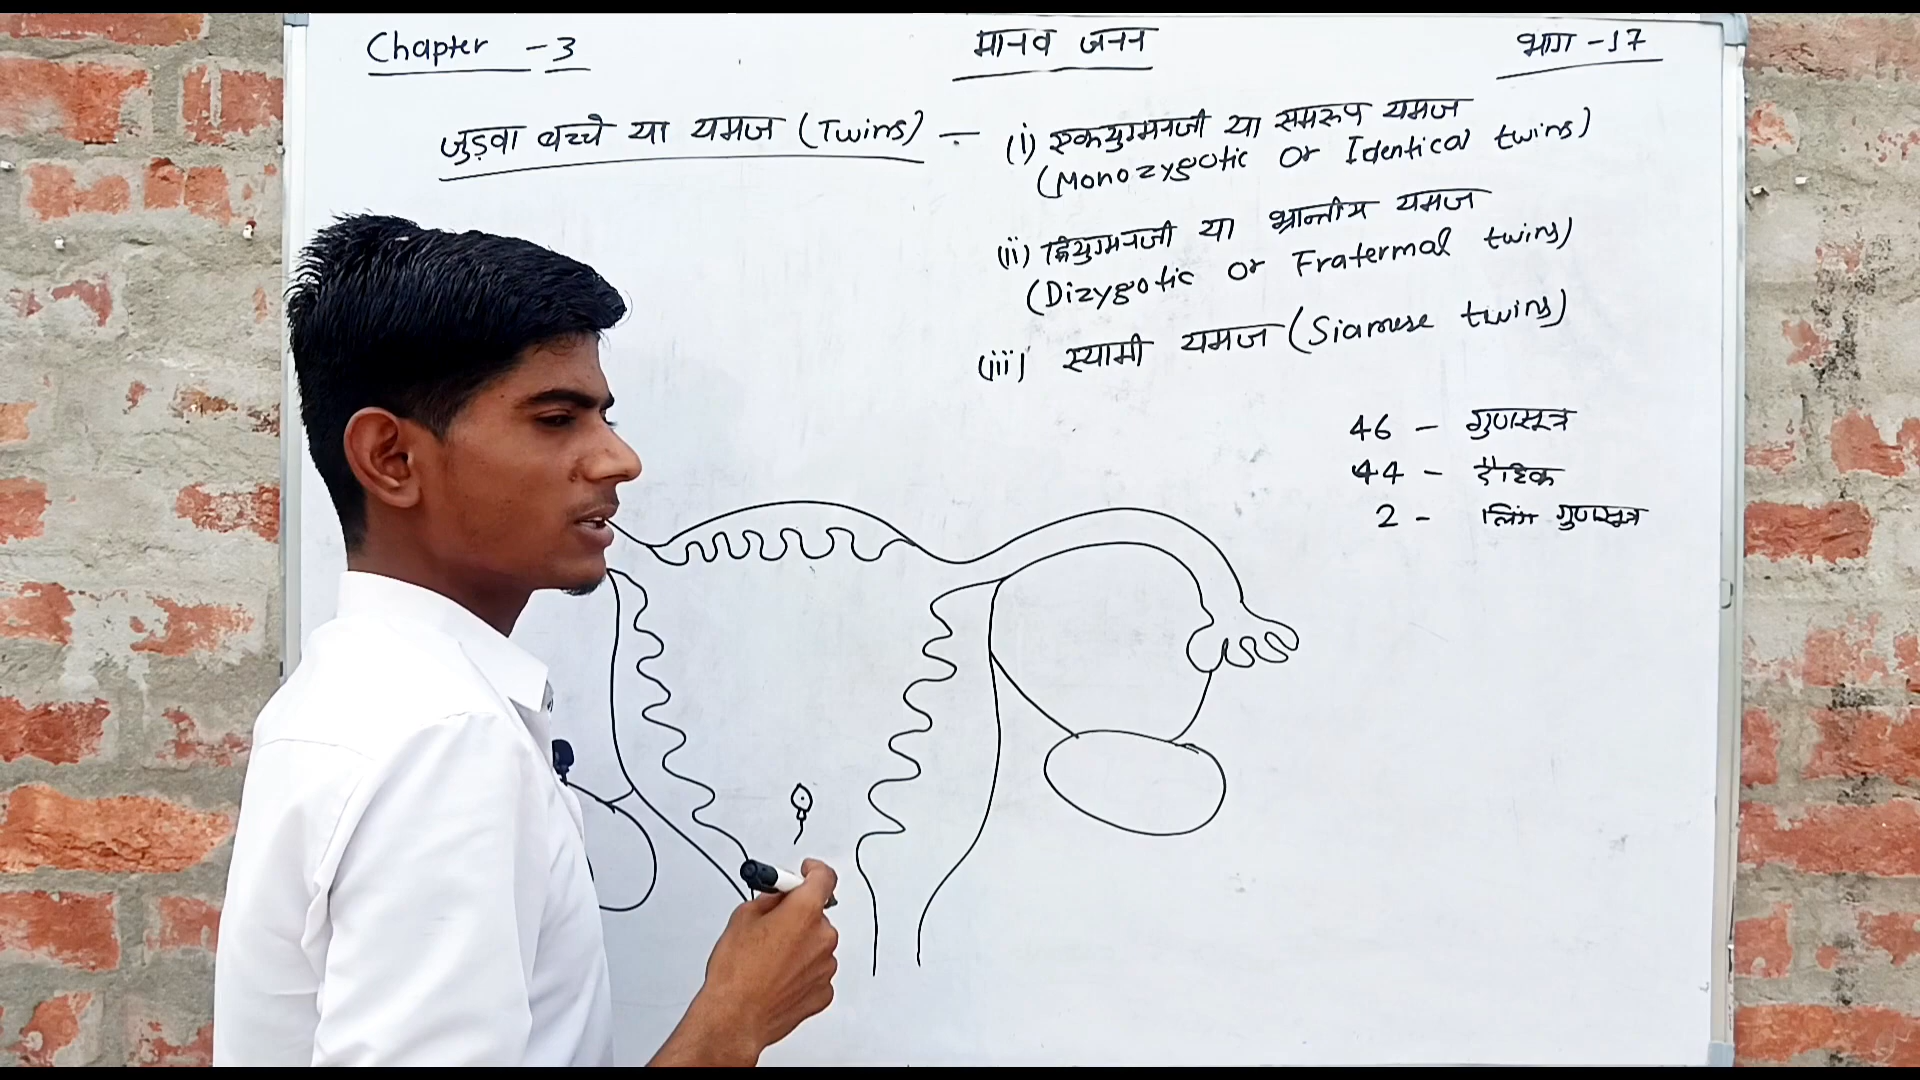 Chapter - 3
मानव जनन
भाग - 17
जुड़वा बच्चे या यमज (Twins) -
(i) एकयुग्मनजी या समरूप यमज
(Monozygotic or Identical twins)
(ii) द्वियुग्मनजी या भ्रान्तीय यमज
(Dizygotic or Fratermal twins)
(iii) स्यामी यमज (Siamese twins)
46 - गुणसूत्र
44 - दैहिक
2 - लिंग गुणसूत्र